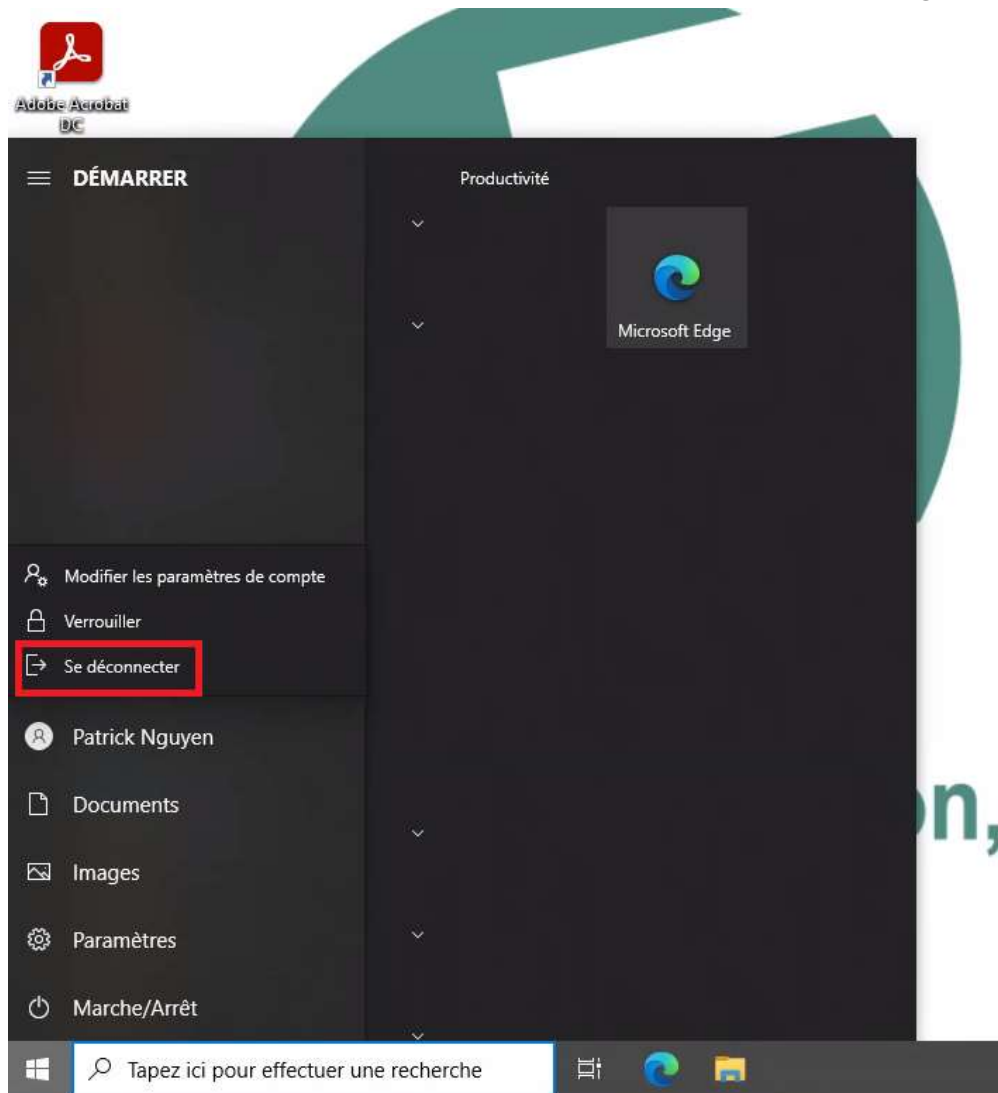 Adobe Acrobat
DC
DÉMARRER
Productivité
Microsoft Edge
Modifier les paramètres de compte
Verrouiller
Se déconnecter
Patrick Nguyen
Documents
Images
Paramètres
Marche/Arrêt
on,
Tapez ici pour effectuer une recherche